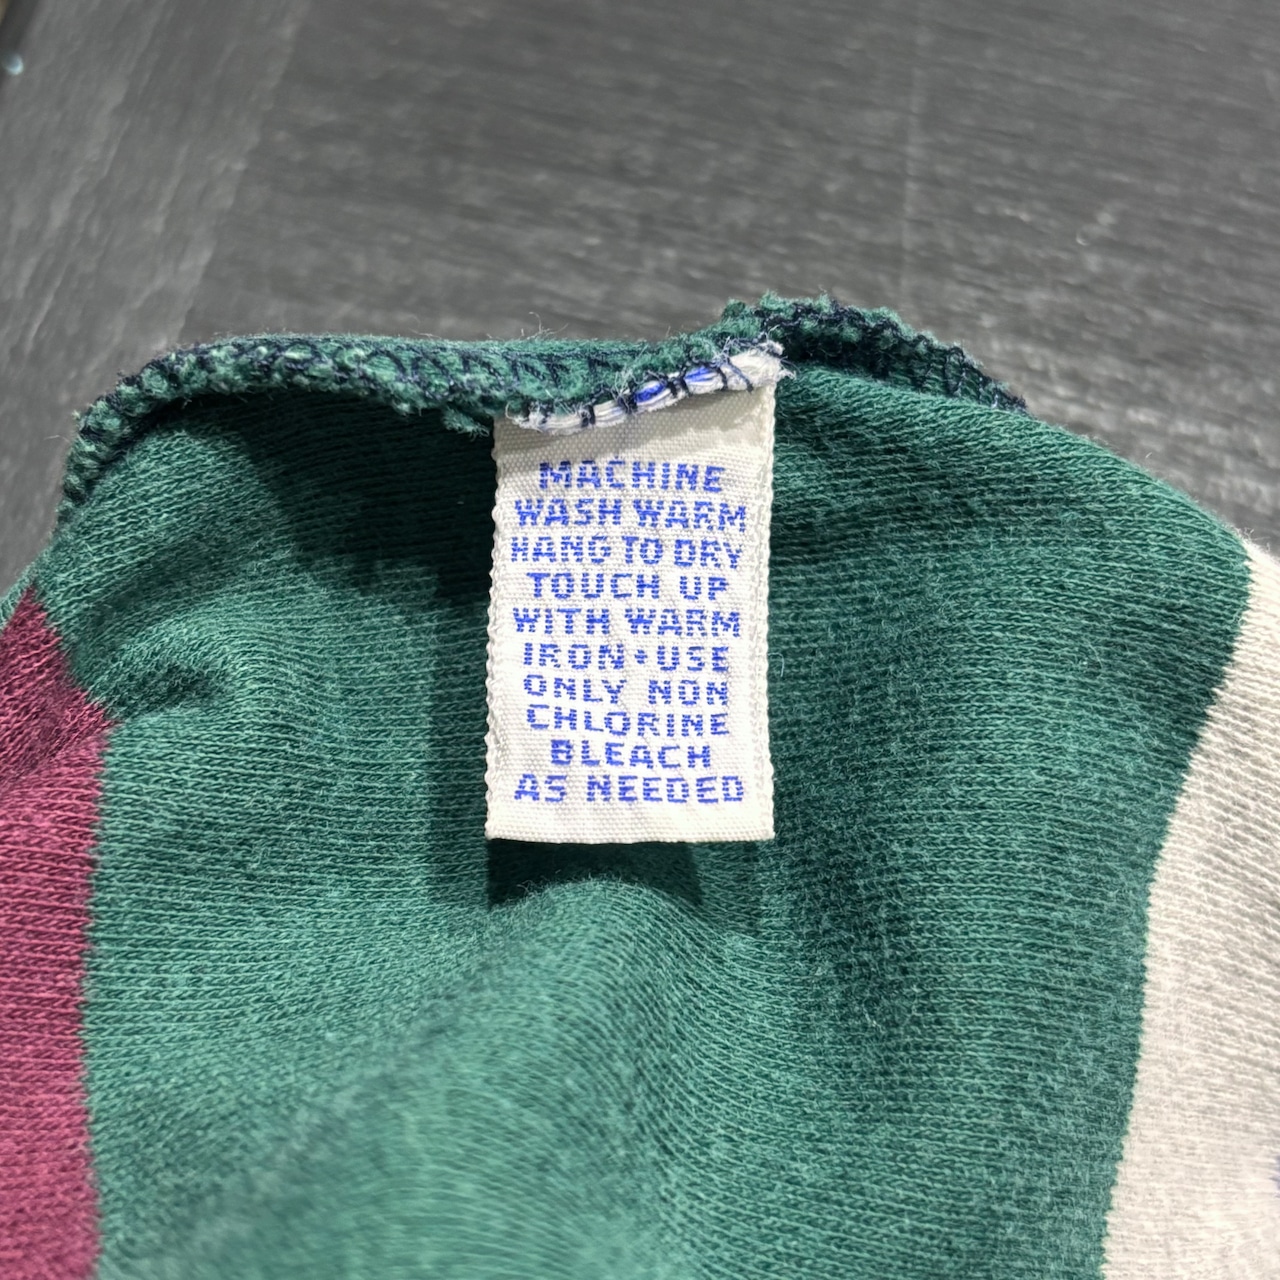 MACHINE
WASH WARM
HANG TO DRY
TOUCH UP
WITH WARM
IRON • USE
ONLY NON
CHLORINE
BLEACH
AS NEEDED